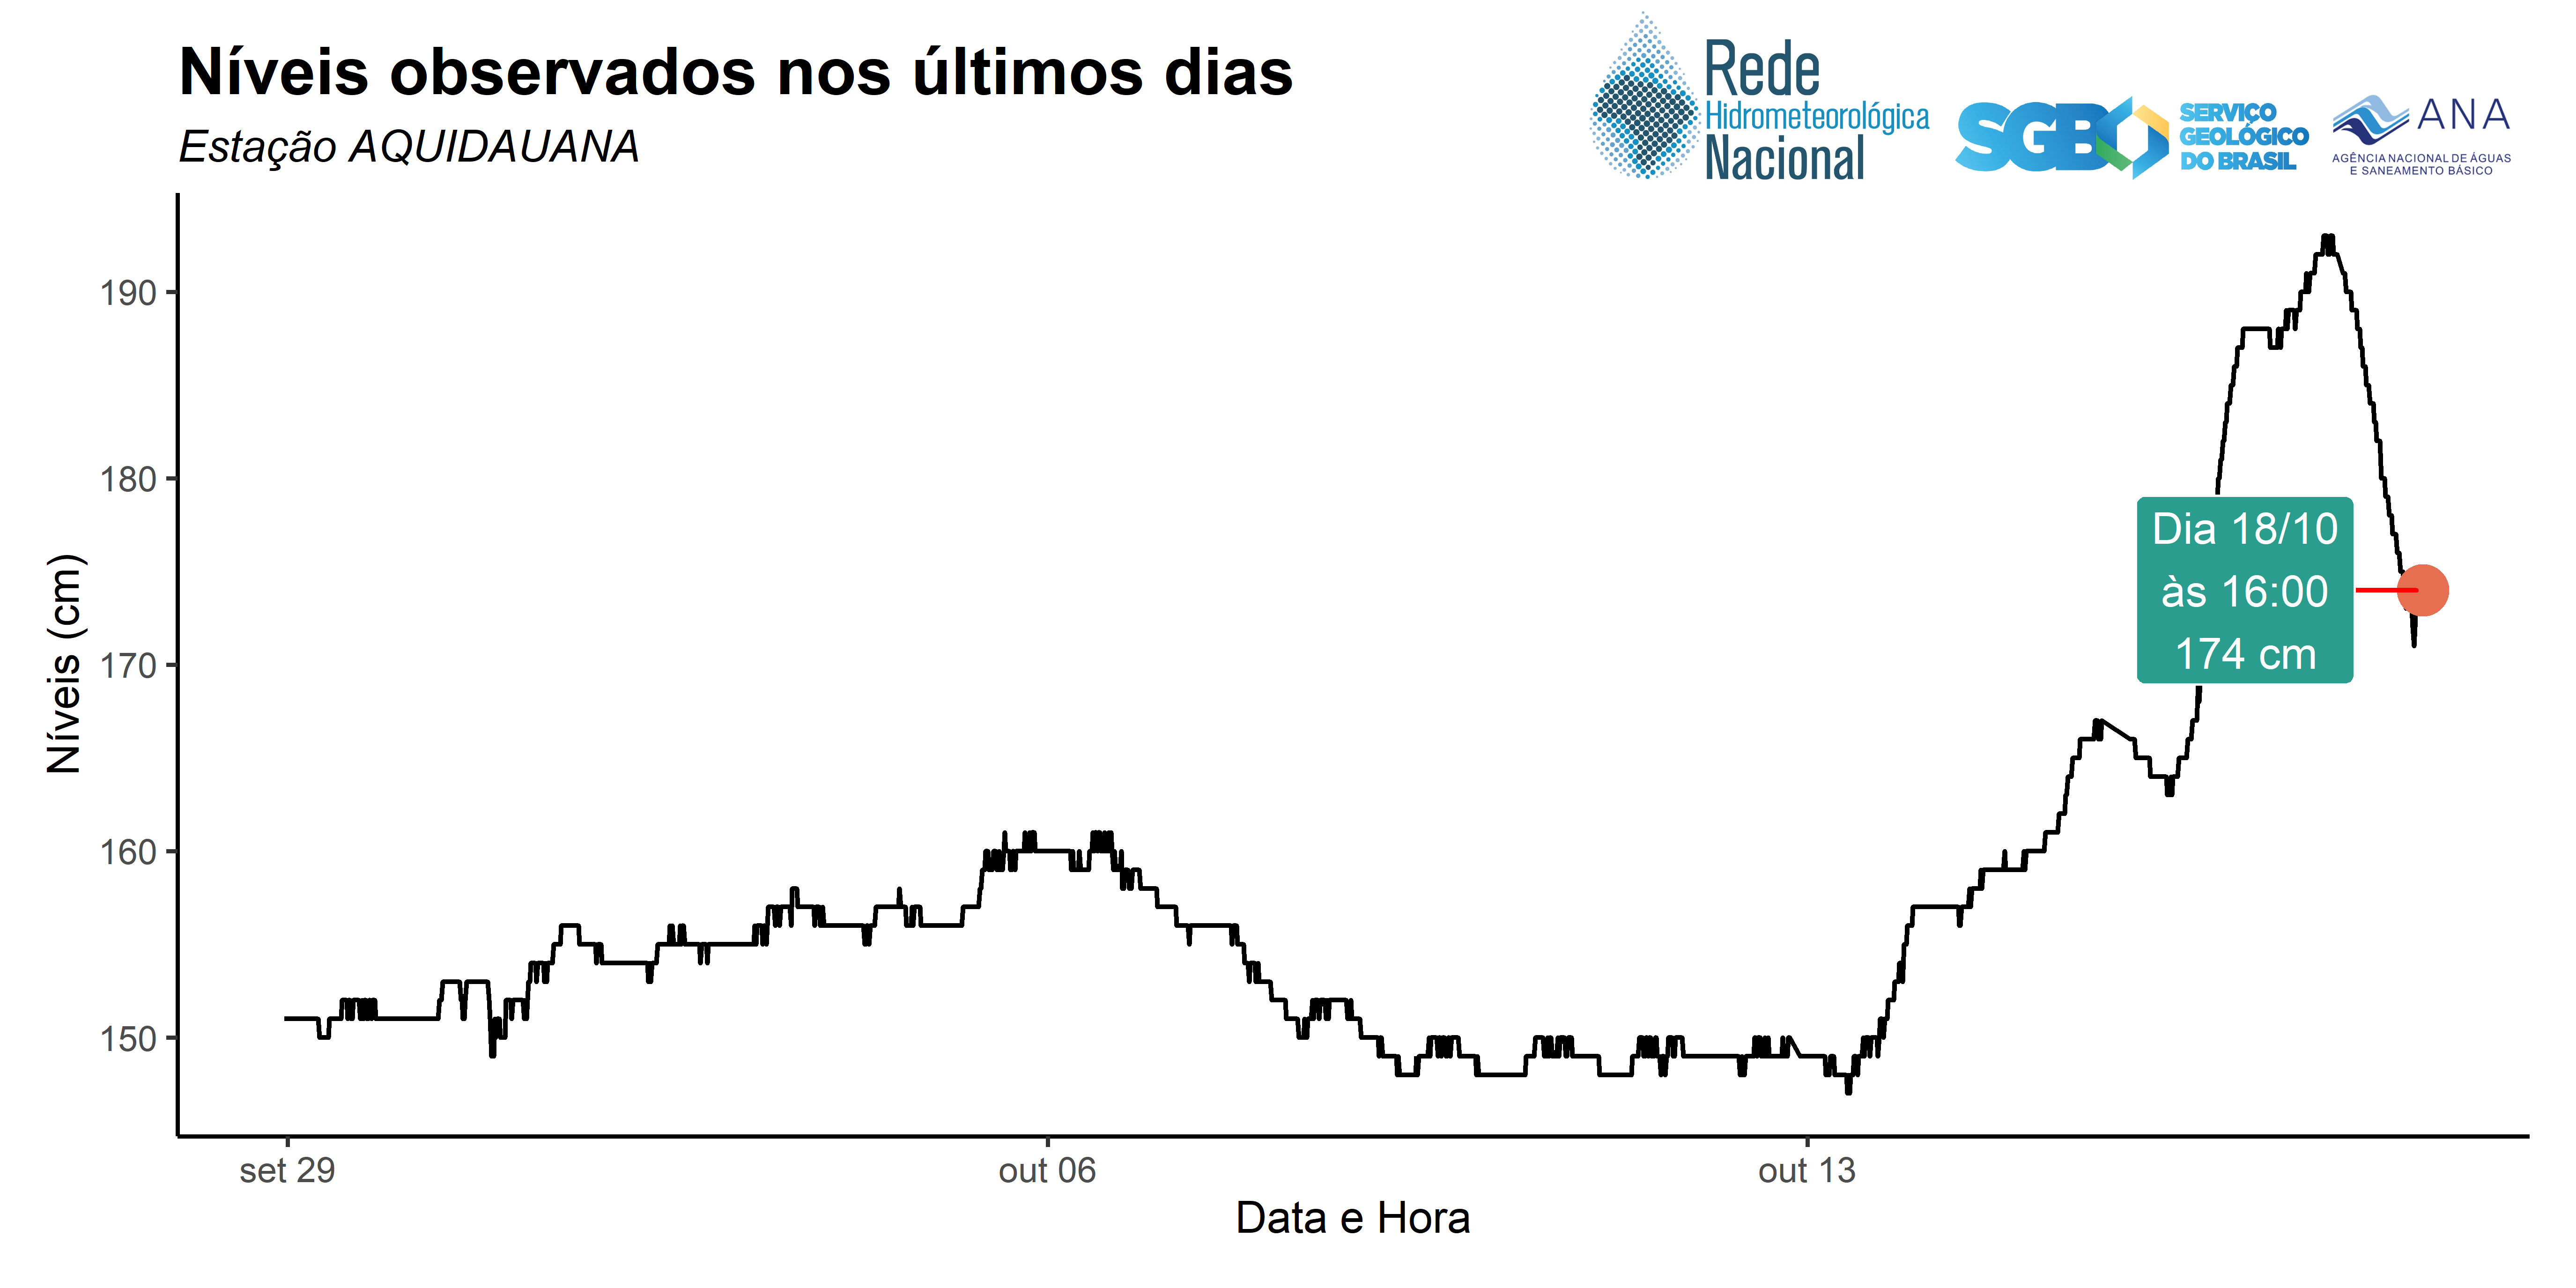 Níveis observados nos últimos dias
Estação AQUIDAUANA
Rede
Hidrometeorológica
Nacional
SGB
SERVIÇO
GEOLÓGICO
DO BRASIL
ANA
AGÊNCIA NACIONAL DE ÁGUAS
E SANEAMENTO BÁSICO
Níveis (cm)
190
180
170
160
150
Dia 18/10
às 16:00
174 cm
set 29
out 06
out 13
Data e Hora